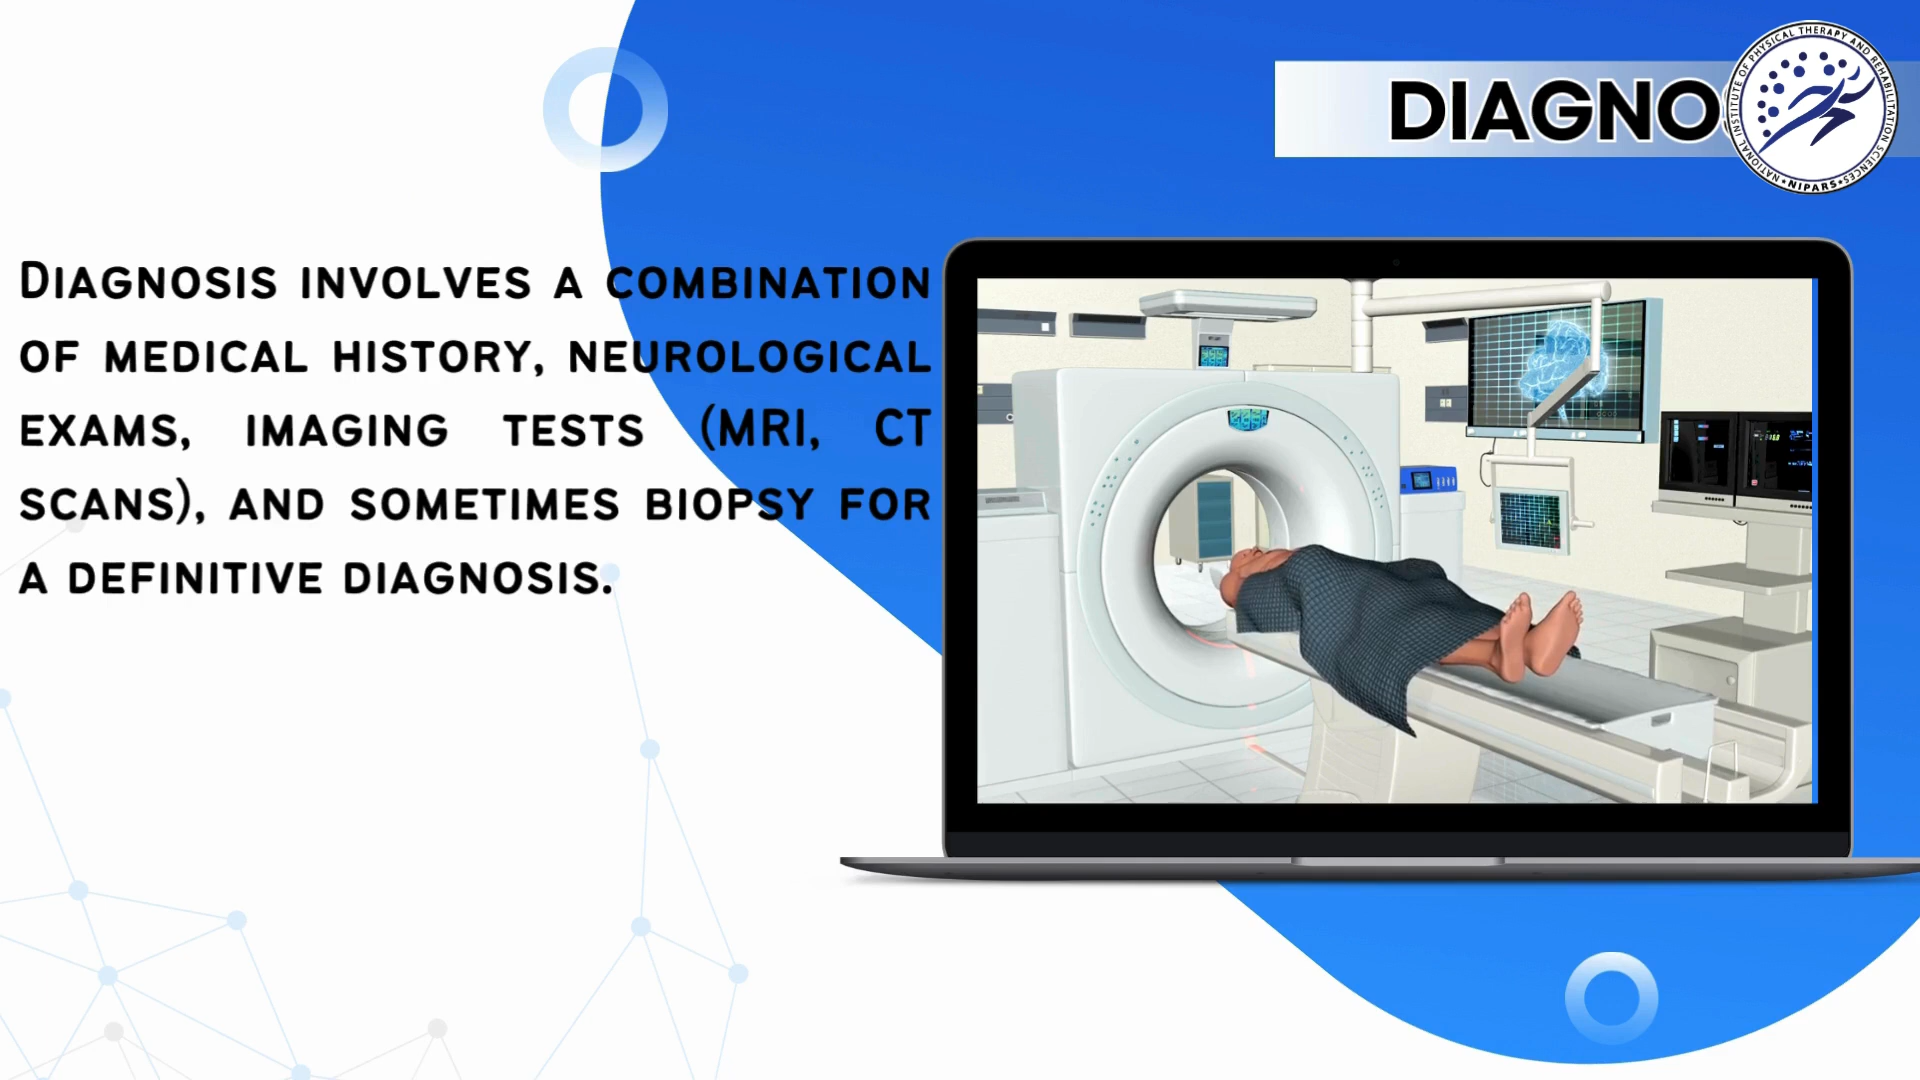 DIAGNO
NATIONAL INSTITUTE OF PHYSICAL THERAPY AND REHABILITATION SCIENCES
NIPARS
DIAGNOSIS INVOLVES A COMBINATION
OF MEDICAL HISTORY, NEUROLOGICAL
EXAMS, IMAGING TESTS (MRI, CT
SCANS), AND SOMETIMES BIOPSY FOR
A DEFINITIVE DIAGNOSIS.